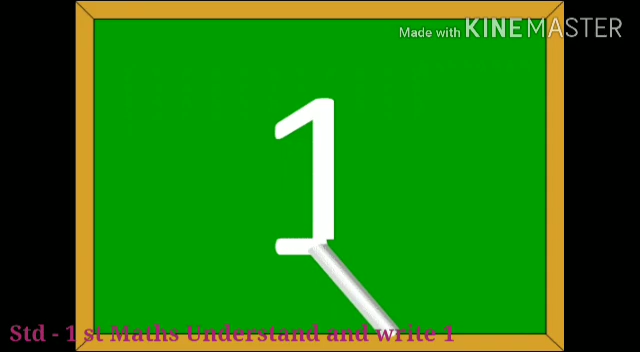 Made with KINEMASTER
1
Std - 1 st Maths Understand and write 1